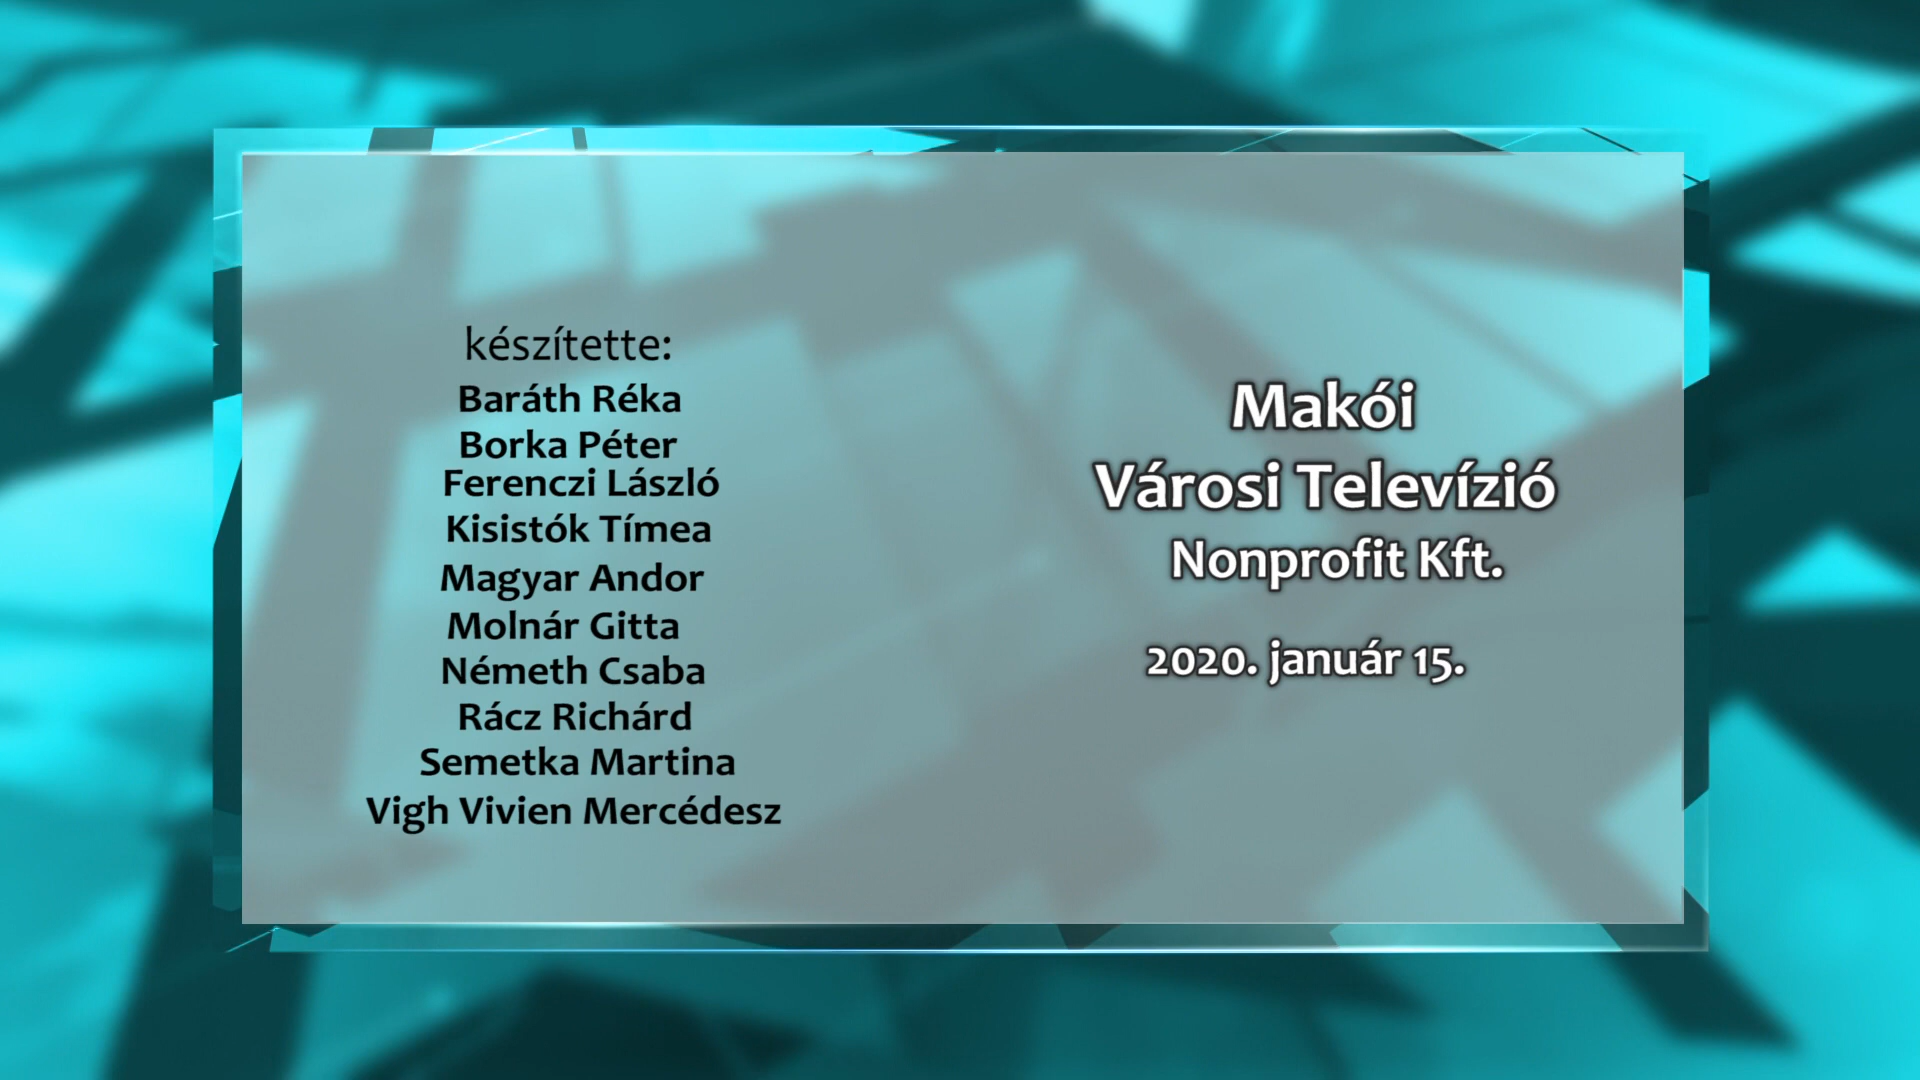 készítette:
Baráth Réka
Borka Péter
Ferenczi László
Kisistók Tímea
Magyar Andor
Molnár Gitta
Németh Csaba
Rácz Richárd
Semetka Martina
Vigh Vivien Mercédesz
Makói
Városi Televízió
Nonprofit Kft.
2020. január 15.